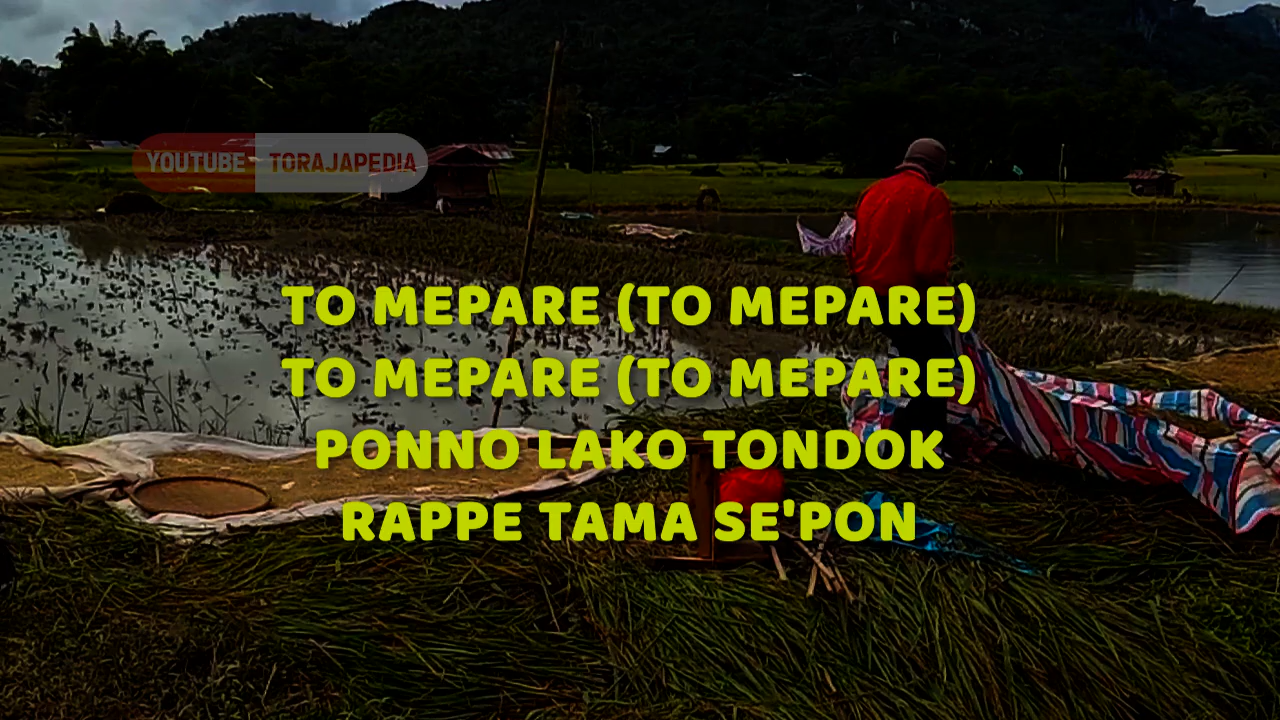 YOUTUBE - TORAJAPEDIA
TO MEPARE (TO MEPARE)
TO MEPARE (TO MEPARE)
PONNO LAKO TONDOK
RAPPE TAMA SE'PON